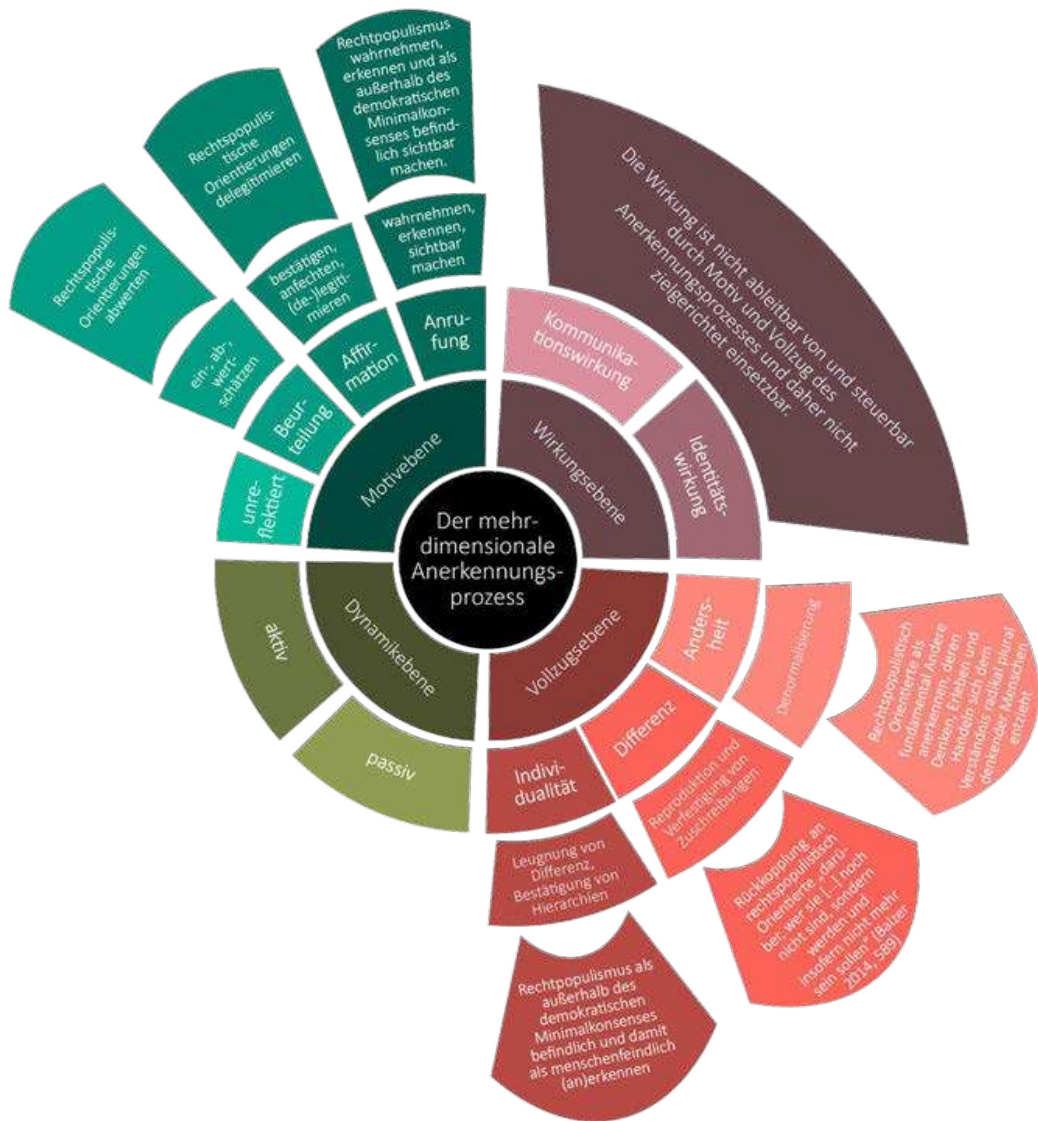 Der mehr-
dimensionale
Anerkennungs-
prozess
Motivebene
Anru-
fung
wahrnehmen,
erkennen,
sichtbar
machen
Rechtpopulismus
wahrnehmen,
erkennen und als
außerhalb des
demokratischen
Minimalkon-
senses befind-
lich sichtbar
machen.
Affir-
mation
bestätigen,
anfechten,
(de-)legiti-
mieren
Rechtspopulis-
tische
Orientierungen
delegitimieren
Beur-
teilung
ein-, ab-,
wert-
schätzen
Rechtspopulis-
tische
Orientierungen
abwerten
unre-
flektiert
Wirkungsebene
Kommunika-
tionswirkung
Identitäts-
wirkung
Die Wirkung ist nicht ableitbar von und steuerbar
durch Motiv und Vollzug des
Anerkennungsprozesses und daher nicht
zielgerichtet einsetzbar.
Vollzugsebene
Anders-
heit
Denormalisierung
Rechtspopulistisch
Orientierte als
fundamental Andere
anerkennen, deren
Denken, Erleben und
Handeln sich dem
Verständnis radikal plural
denkender Menschen
entzieht
Differenz
Reproduktion und
Verfestigung von
Zuschreibungen
Rückkopplung an
rechtspopulistisch
Orientierte „darü-
ber, wer sie [...] noch
nicht sind, sondern
werden und
insofern nicht mehr
sein sollen“ (Balzer
2014, 589)
Indivi-
dualität
Leugnung von
Differenz,
Bestätigung von
Hierarchien
Rechtpopulismus als
außerhalb des
demokratischen
Minimalkonsenses
befindlich und damit
als menschenfeindlich
(an)erkennen
Dynamikebene
aktiv
passiv